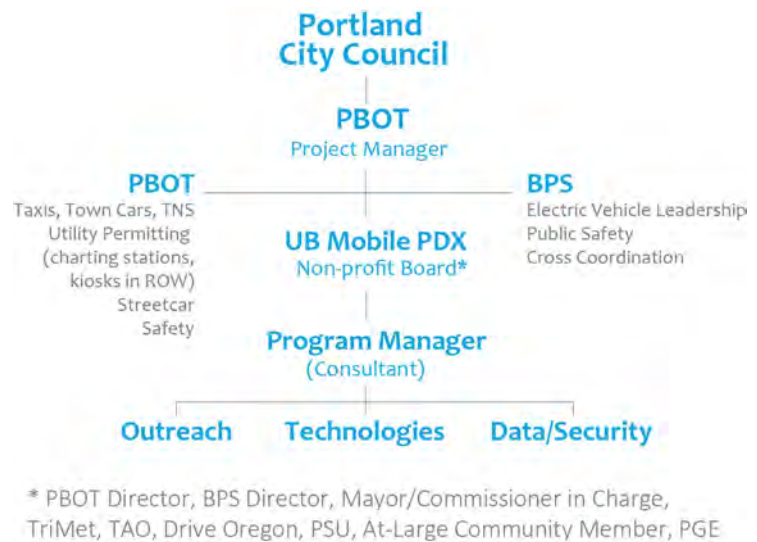 Portland
City Council
PBOT
Project Manager
PBOT
Taxis, Town Cars, TNS
Utility Permitting
(charting stations,
kiosks in ROW)
Streetcar
Safety
BPS
Electric Vehicle Leadership
Public Safety
Cross Coordination
UB Mobile PDX
Non-profit Board*
Program Manager
(Consultant)
Outreach
Technologies
Data/Security
* PBOT Director, BPS Director, Mayor/Commissioner in Charge,
TriMet, TAO, Drive Oregon, PSU, At-Large Community Member, PGE